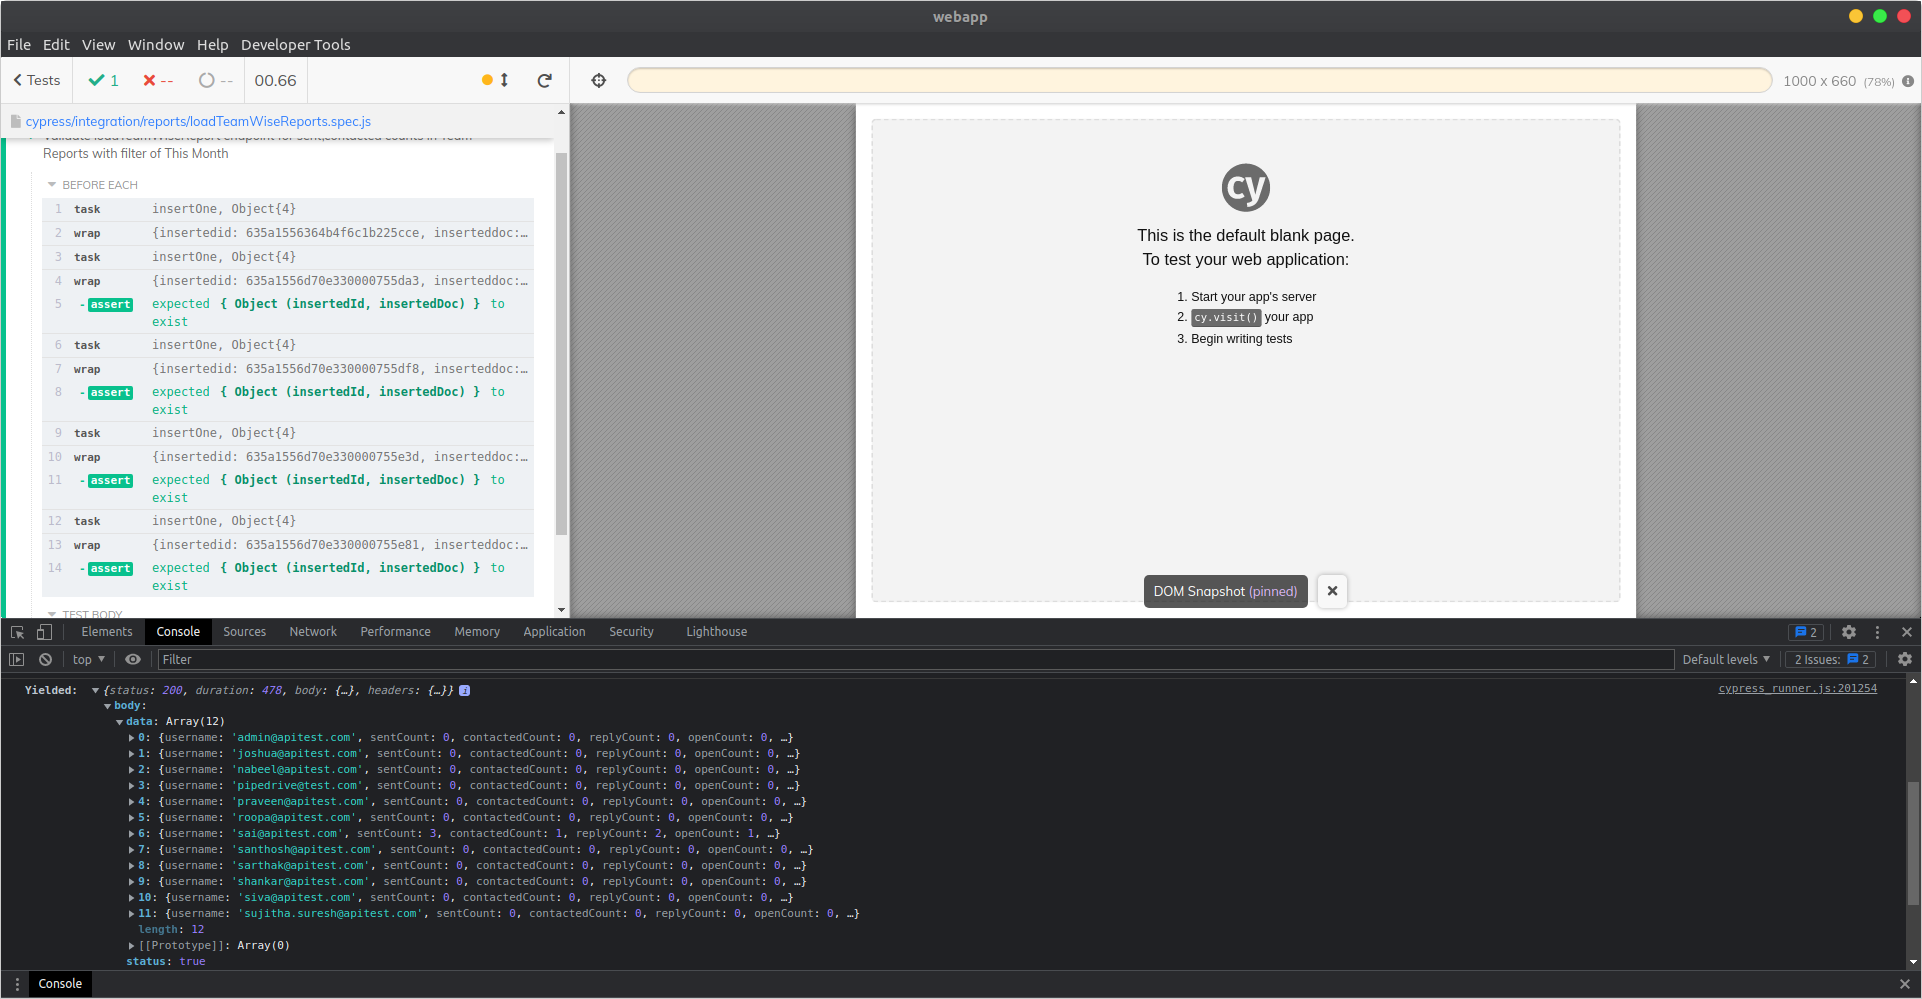 webapp
File Edit View Window Help Developer Tools
Tests 1 -- -- 00.66 1000 x 660 (78%)
cypress/integration/reports/loadTeamWiseReports.spec.js
Validate loadTeamWiseReport endpoint for sent,contacted counts in Team
Reports with filter of This Month
BEFORE EACH
1 task insertOne, Object{4}
2 wrap {insertedid: 635a1556364b4f6c1b225cce, inserteddoc:…
3 task insertOne, Object{4}
4 wrap {insertedid: 635a1556d70e330000755da3, inserteddoc:…
5 -assert expected { Object (insertedId, insertedDoc) } to
exist
6 task insertOne, Object{4}
7 wrap {insertedid: 635a1556d70e330000755df8, inserteddoc:…
8 -assert expected { Object (insertedId, insertedDoc) } to
exist
9 task insertOne, Object{4}
10 wrap {insertedid: 635a1556d70e330000755e3d, inserteddoc:…
11 -assert expected { Object (insertedId, insertedDoc) } to
exist
12 task insertOne, Object{4}
13 wrap {insertedid: 635a1556d70e330000755e81, inserteddoc:…
14 -assert expected { Object (insertedId, insertedDoc) } to
exist
TEST BODY
cy
This is the default blank page.
To test your web application:
1. Start your app's server
2. cy.visit() your app
3. Begin writing tests
DOM Snapshot (pinned)
Elements Console Sources Network Performance Memory Application Security Lighthouse 2
top Filter Default levels 2 Issues: 2
Yielded: {status: 200, duration: 478, body: {…}, headers: {…}} i cypress_runner.js:201254
body:
data: Array(12)
0: {username: 'admin@apitest.com', sentCount: 0, contactedCount: 0, replyCount: 0, openCount: 0, …}
1: {username: 'joshua@apitest.com', sentCount: 0, contactedCount: 0, replyCount: 0, openCount: 0, …}
2: {username: 'nabeel@apitest.com', sentCount: 0, contactedCount: 0, replyCount: 0, openCount: 0, …}
3: {username: 'pipedrive@test.com', sentCount: 0, contactedCount: 0, replyCount: 0, openCount: 0, …}
4: {username: 'praveen@apitest.com', sentCount: 0, contactedCount: 0, replyCount: 0, openCount: 0, …}
5: {username: 'roopa@apitest.com', sentCount: 0, contactedCount: 0, replyCount: 0, openCount: 0, …}
6: {username: 'sai@apitest.com', sentCount: 3, contactedCount: 1, replyCount: 2, openCount: 1, …}
7: {username: 'santhosh@apitest.com', sentCount: 0, contactedCount: 0, replyCount: 0, openCount: 0, …}
8: {username: 'sarthak@apitest.com', sentCount: 0, contactedCount: 0, replyCount: 0, openCount: 0, …}
9: {username: 'shankar@apitest.com', sentCount: 0, contactedCount: 0, replyCount: 0, openCount: 0, …}
10: {username: 'siva@apitest.com', sentCount: 0, contactedCount: 0, replyCount: 0, openCount: 0, …}
11: {username: 'sujitha.suresh@apitest.com', sentCount: 0, contactedCount: 0, replyCount: 0, openCount: 0, …}
length: 12
[[Prototype]]: Array(0)
status: true
Console